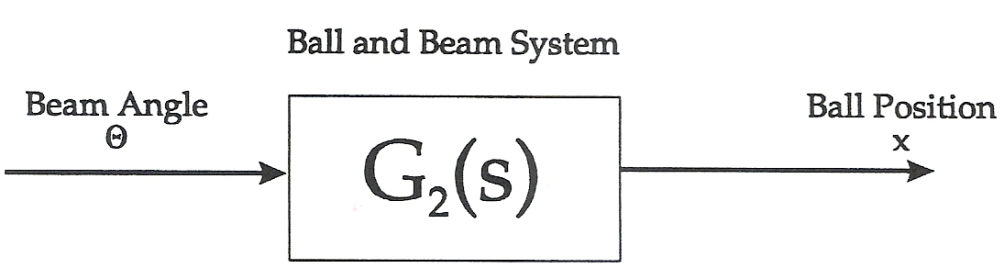 Ball and Beam System
Beam Angle
Θ
G₂(s)
Ball Position
x